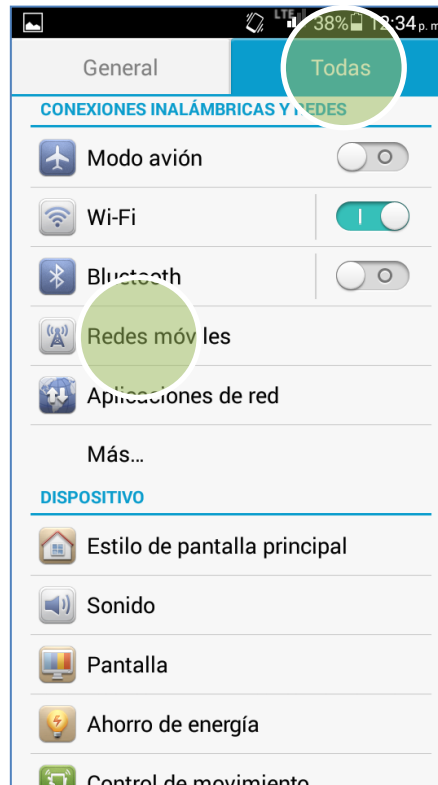 LTE 38% 12:34 p. m
General Todas
CONEXIONES INALÁMBRICAS Y REDES
Modo avión
Wi-Fi
Bluetooth
Redes móviles
Aplicaciones de red
Más...
DISPOSITIVO
Estilo de pantalla principal
Sonido
Pantalla
Ahorro de energía
Control de movimiento